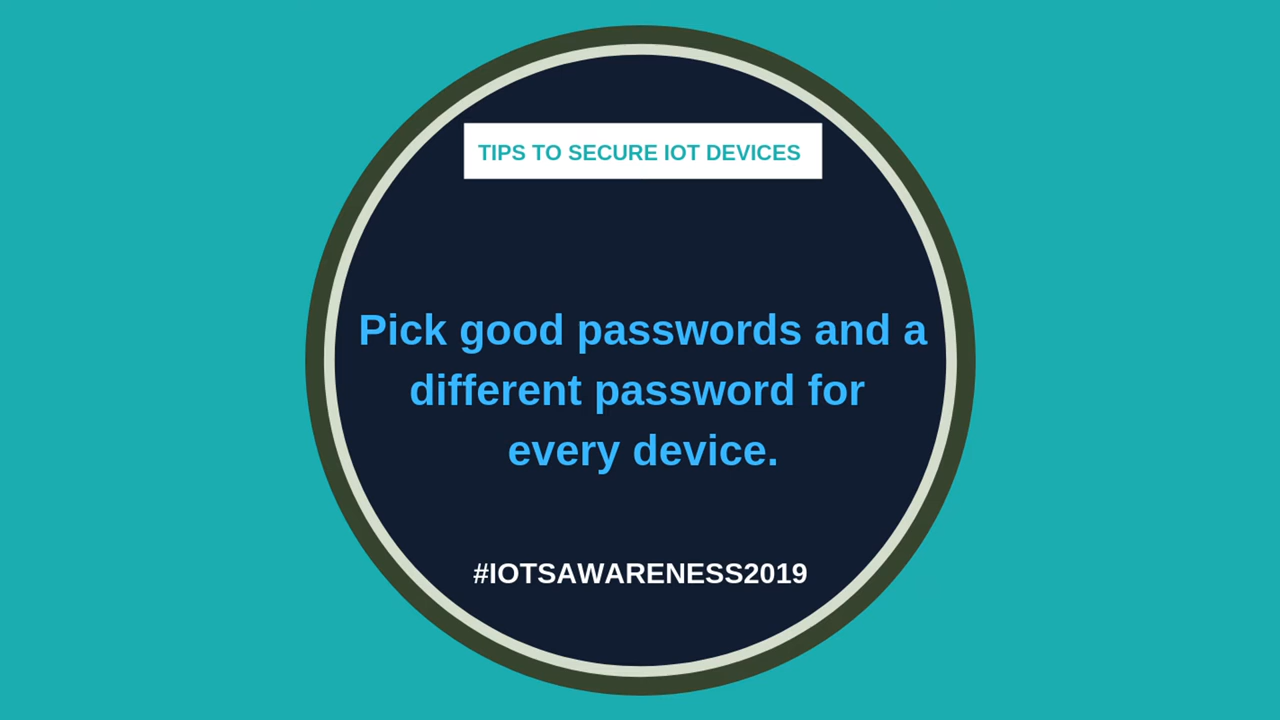 TIPS TO SECURE IOT DEVICES
Pick good passwords and a
different password for
every device.
#IOTSAWARENESS2019